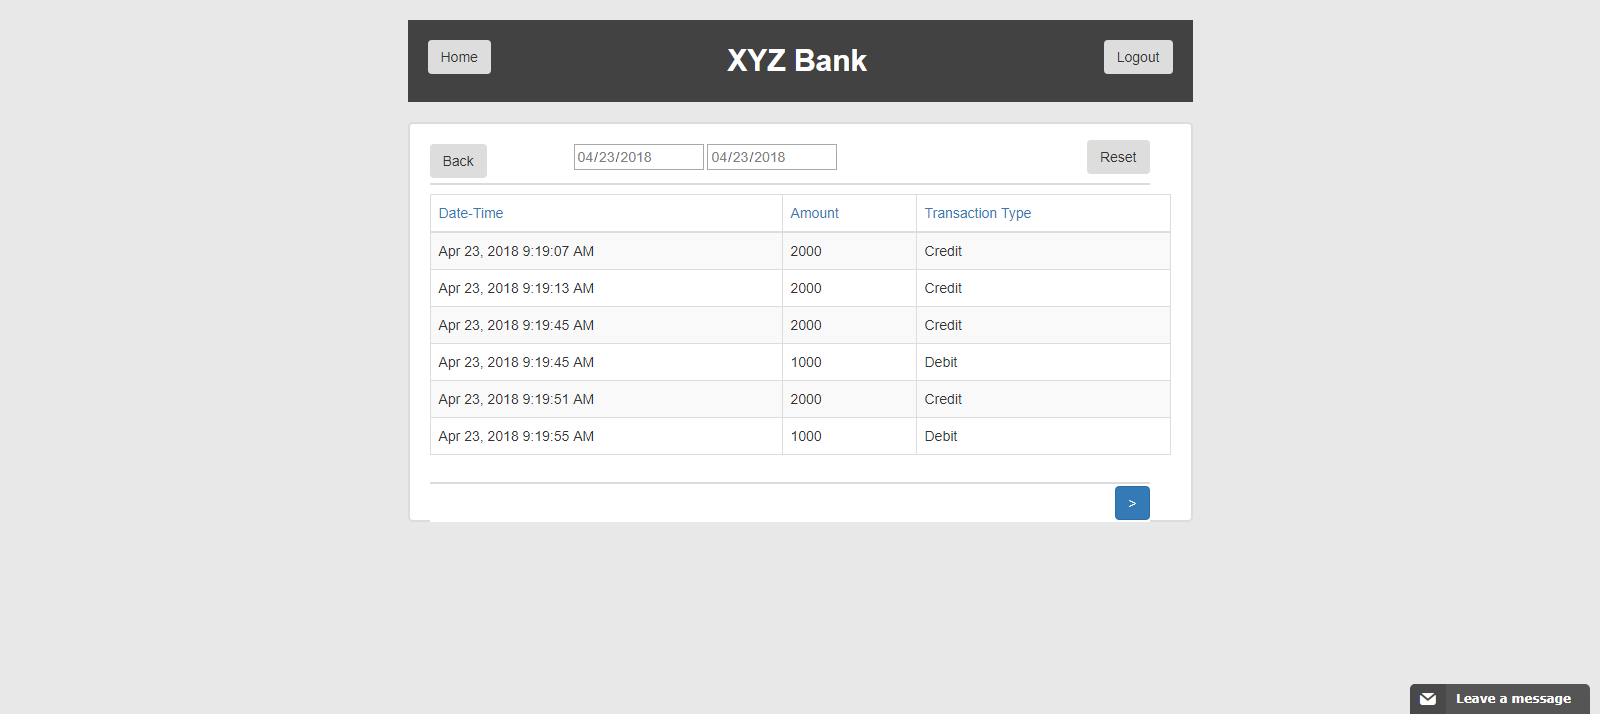 Home XYZ Bank Logout
Back 04/23/2018 04/23/2018 Reset
Date-Time Amount Transaction Type
Apr 23, 2018 9:19:07 AM 2000 Credit
Apr 23, 2018 9:19:13 AM 2000 Credit
Apr 23, 2018 9:19:45 AM 2000 Credit
Apr 23, 2018 9:19:45 AM 1000 Debit
Apr 23, 2018 9:19:51 AM 2000 Credit
Apr 23, 2018 9:19:55 AM 1000 Debit
>
Leave a message